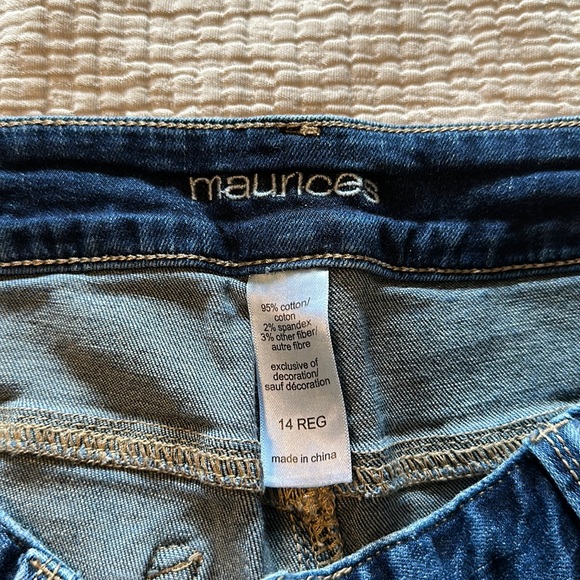 maurices
95% cotton/
coton
2% spandex
3% other fiber/
autre fibre
exclusive of
decoration/
sauf décoration
14 REG
made in china